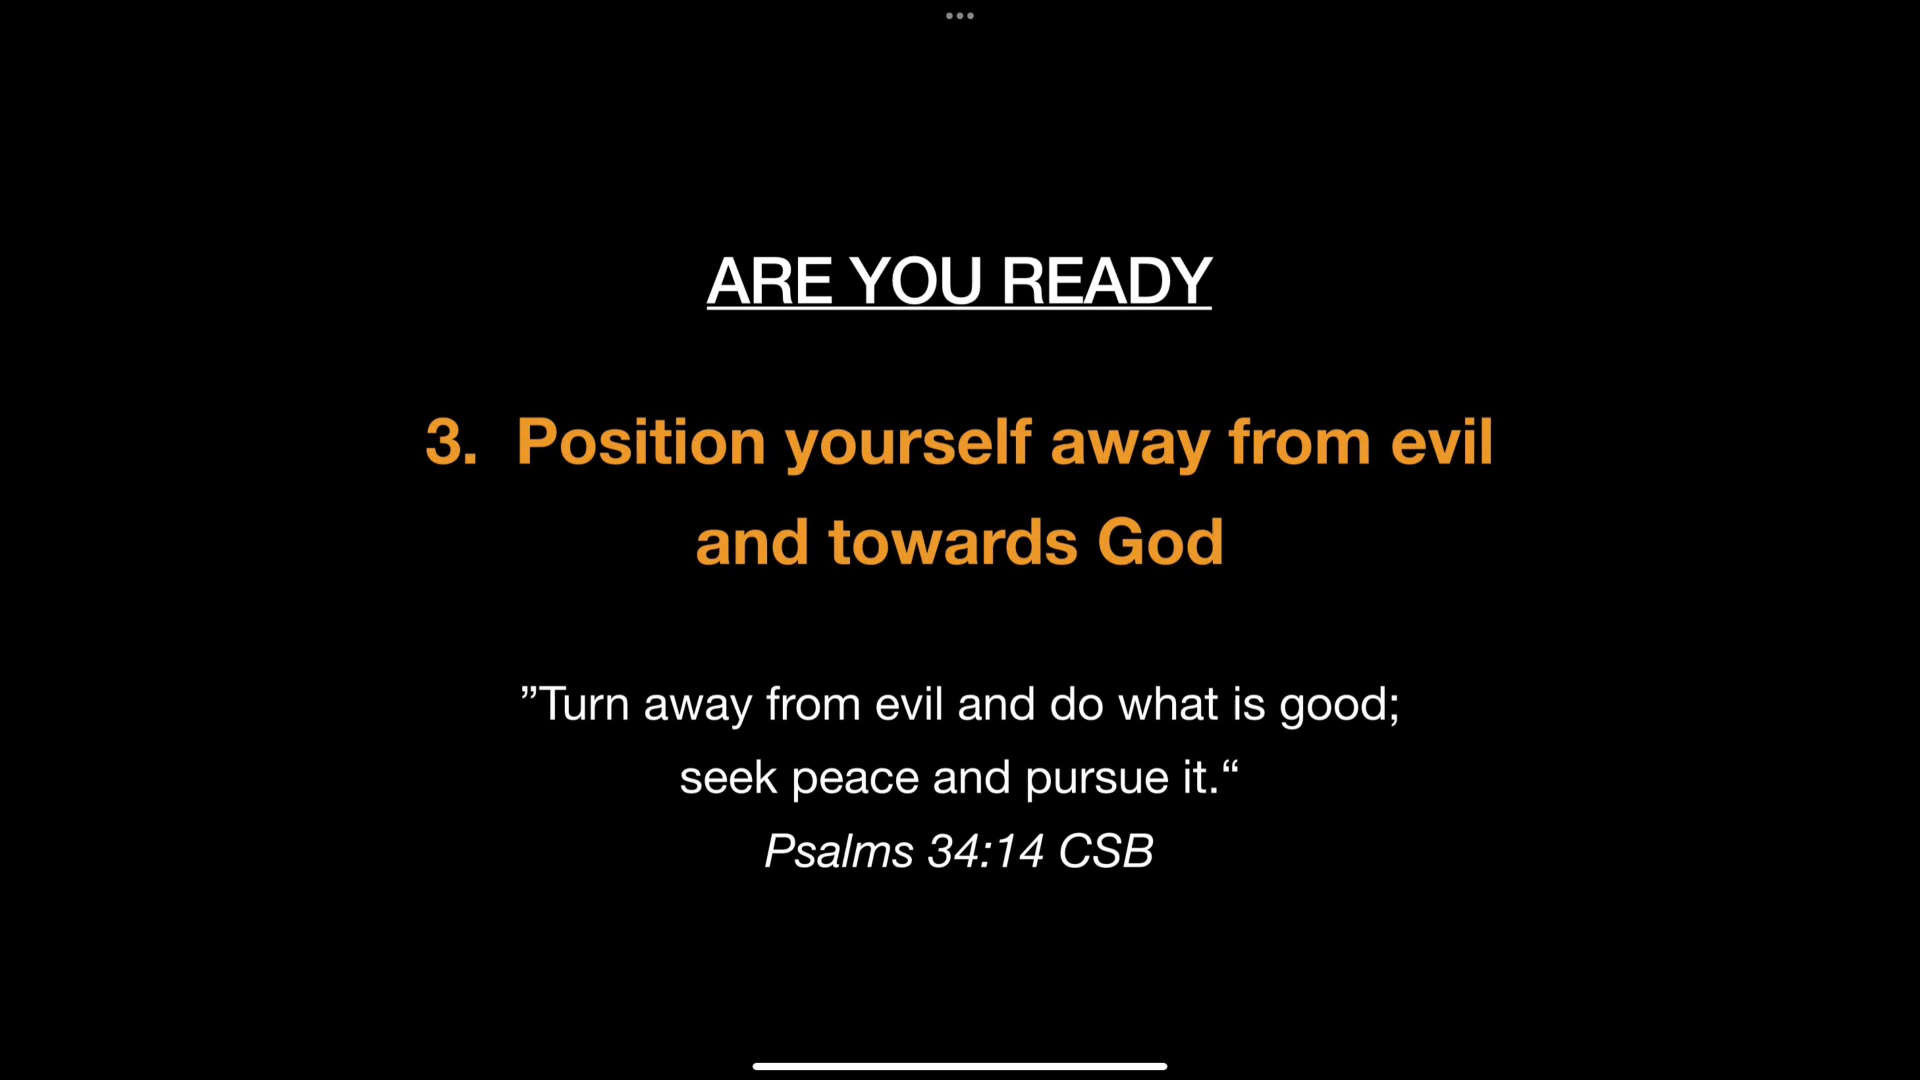 ARE YOU READY
3. Position yourself away from evil
and towards God
”Turn away from evil and do what is good;
seek peace and pursue it.“
Psalms 34:14 CSB